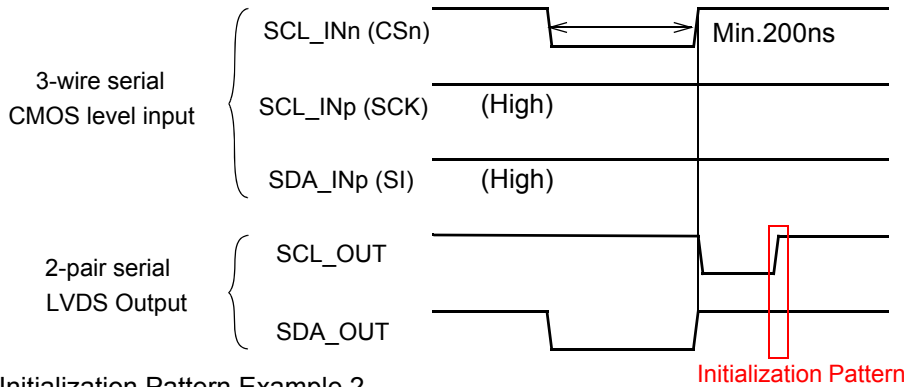 SCL_INn (CSn)
Min.200ns
3-wire serial
CMOS level input
SCL_INp (SCK)
(High)
SDA_INp (SI)
(High)
2-pair serial
LVDS Output
SCL_OUT
SDA_OUT
Initialization Pattern
Initialization Pattern Example 2